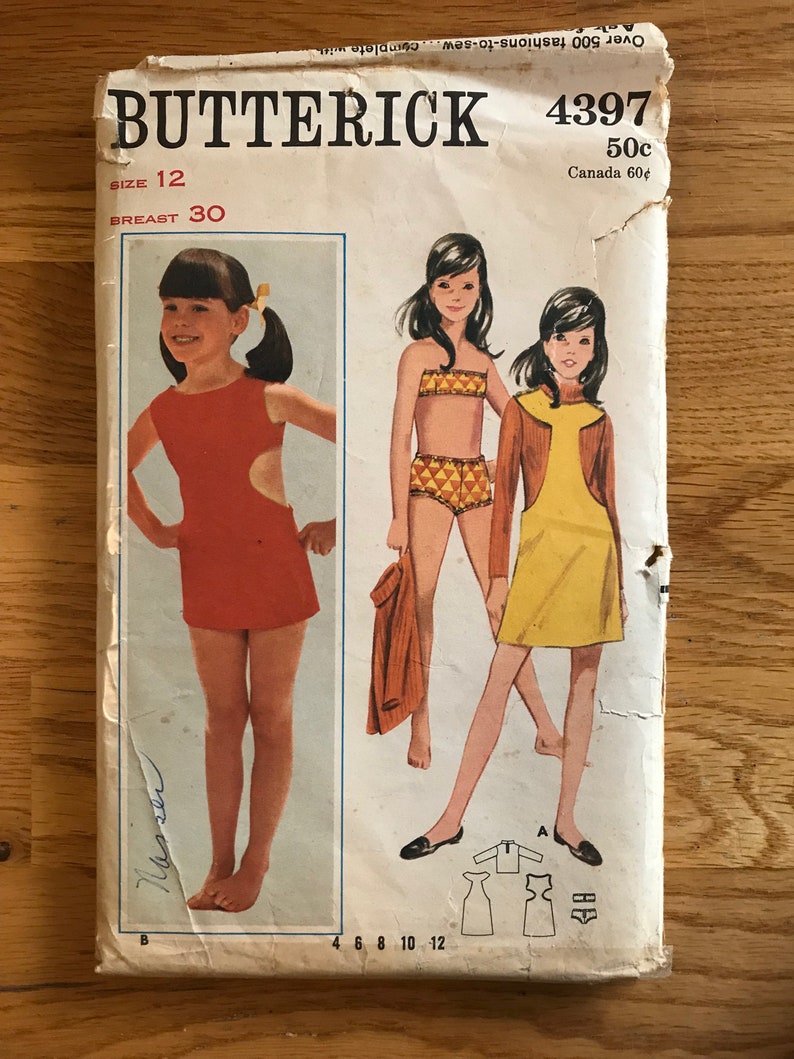 Over 500 fashions-to-sew....complete with
BUTTERICK
4397
50c
Canada 60¢
SIZE 12
BREAST 30
Nasser
A
B
4 6 8 10 12